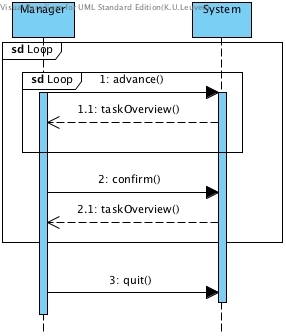 Visual Paradigm for UML Standard Edition(K.U.Leuven
Manager
System
sd Loop
sd Loop
1: advance()
1.1: taskOverview()
2: confirm()
2.1: taskOverview()
3: quit()